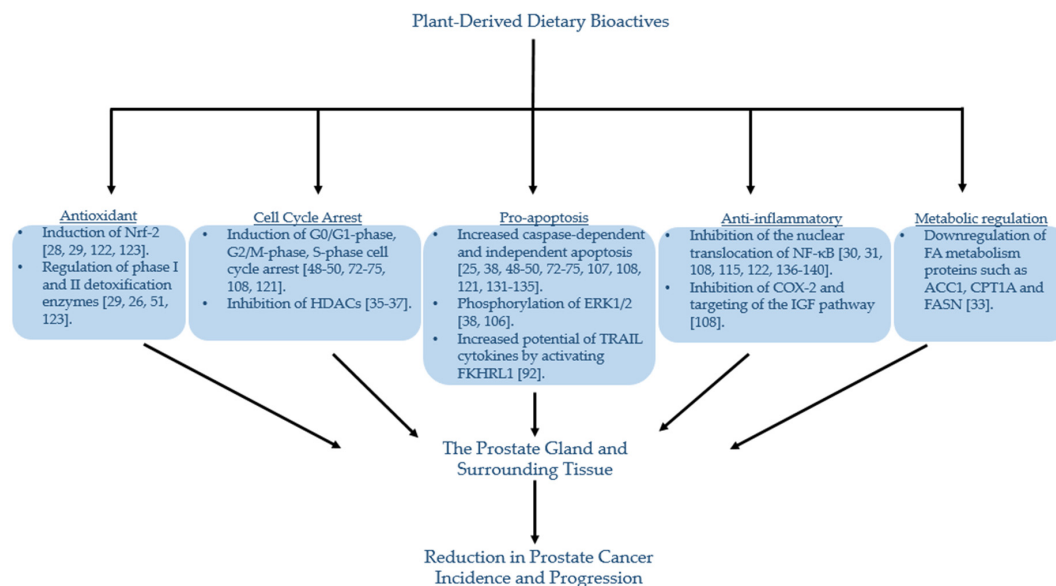 Plant-Derived Dietary Bioactives
Antioxidant
• Induction of Nrf-2
[28, 29, 122, 123].
• Regulation of phase I
and II detoxification
enzymes [29, 26, 51,
123].
Cell Cycle Arrest
• Induction of G0/G1-phase,
G2/M-phase, S-phase cell
cycle arrest [48-50, 72-75,
108, 121].
• Inhibition of HDACs [35-37].
Pro-apoptosis
• Increased caspase-dependent
and independent apoptosis
[25, 38, 48-50, 72-75, 107, 108,
121, 131-135].
• Phosphorylation of ERK1/2
[38, 106].
• Increased potential of TRAIL
cytokines by activating
FKHRL1 [92].
Anti-inflammatory
• Inhibition of the nuclear
translocation of NF-κB [30, 31,
108, 115, 122, 136-140].
• Inhibition of COX-2 and
targeting of the IGF pathway
[108].
Metabolic regulation
• Downregulation of
FA metabolism
proteins such as
ACC1, CPT1A and
FASN [33].
The Prostate Gland and
Surrounding Tissue
Reduction in Prostate Cancer
Incidence and Progression